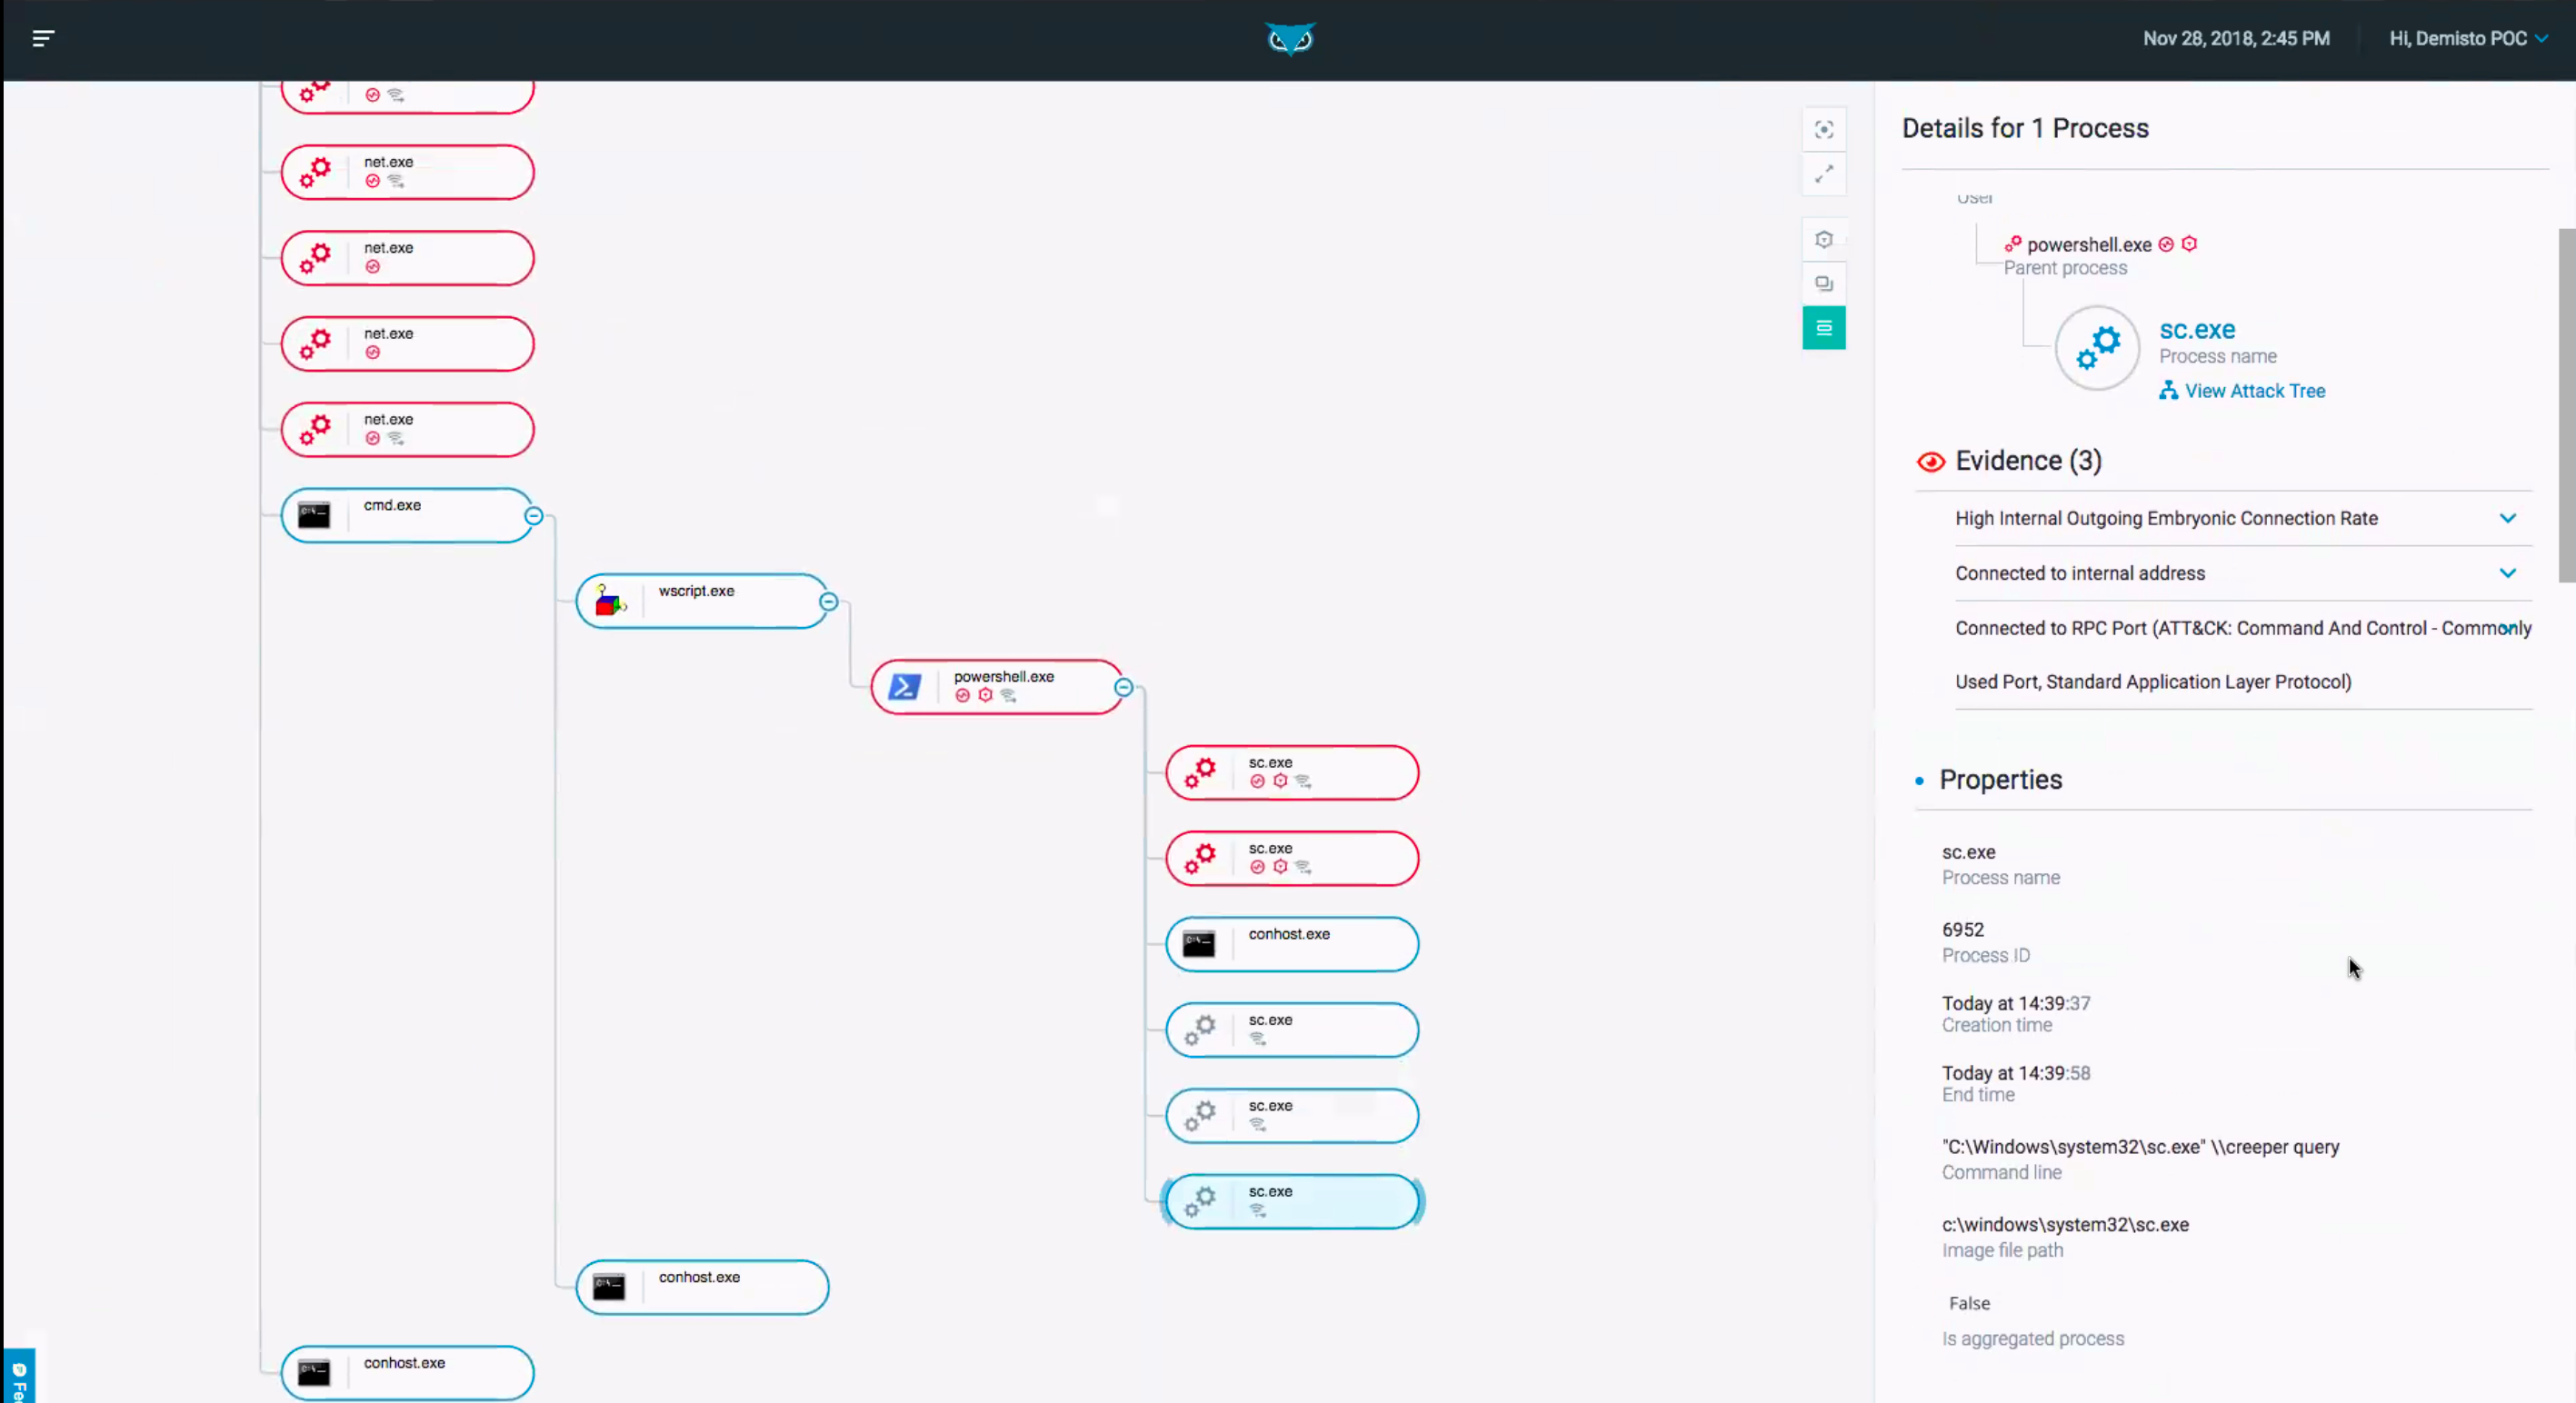 Nov 28, 2018, 2:45 PM
Hi, Demisto POC
net.exe
net.exe
net.exe
net.exe
cmd.exe
wscript.exe
powershell.exe
sc.exe
sc.exe
conhost.exe
sc.exe
sc.exe
sc.exe
conhost.exe
conhost.exe
Details for 1 Process
User
powershell.exe
Parent process
sc.exe
Process name
View Attack Tree
Evidence (3)
High Internal Outgoing Embryonic Connection Rate
Connected to internal address
Connected to RPC Port (ATT&CK: Command And Control - Commonly
Used Port, Standard Application Layer Protocol)
Properties
sc.exe
Process name
6952
Process ID
Today at 14:39:37
Creation time
Today at 14:39:58
End time
"C:\Windows\system32\sc.exe" \\creeper query
Command line
c:\windows\system32\sc.exe
Image file path
False
Is aggregated process